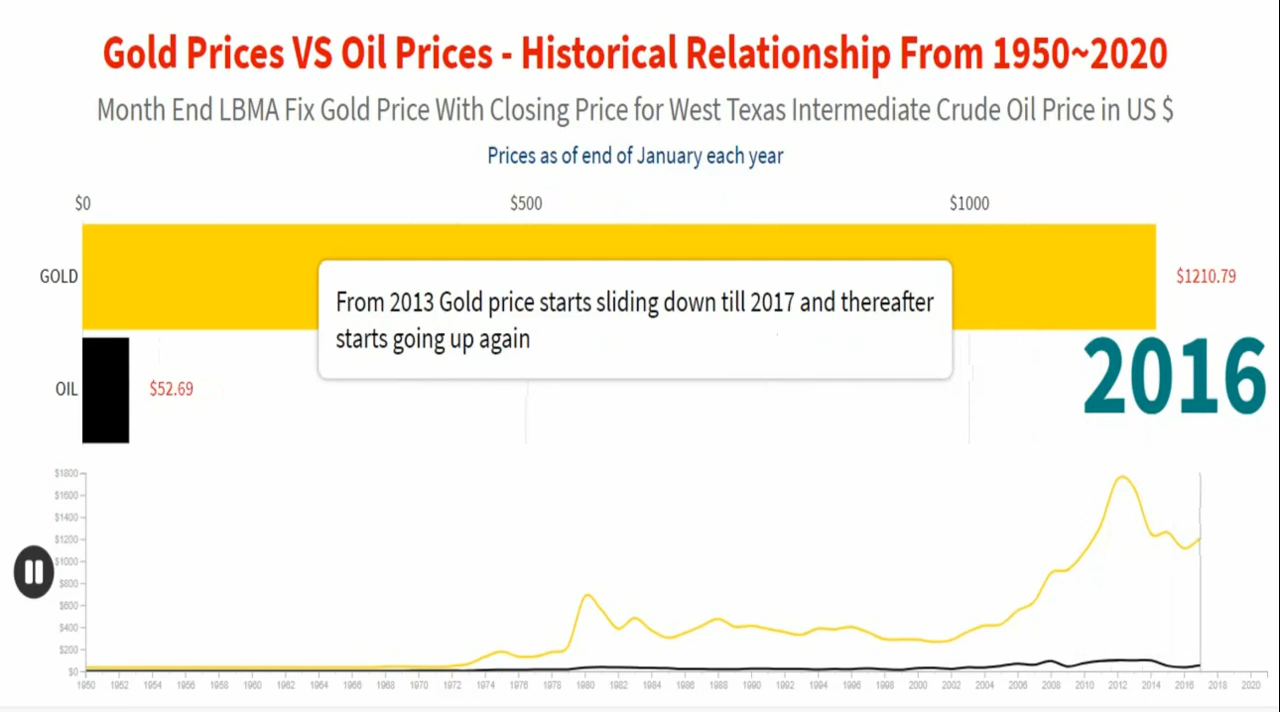 Gold Prices VS Oil Prices - Historical Relationship From 1950~2020
Month End LBMA Fix Gold Price With Closing Price for West Texas Intermediate Crude Oil Price in US $
Prices as of end of January each year
$0 $500 $1000
GOLD $1210.79
From 2013 Gold price starts sliding down till 2017 and thereafter
starts going up again
OIL $52.69
2016
$1800
$1600
$1400
$1200
$1000
$800
$600
$400
$200
$0
1950 1952 1954 1956 1958 1960 1962 1964 1966 1968 1970 1972 1974 1976 1978 1980 1982 1984 1986 1988 1990 1992 1994 1996 1998 2000 2002 2004 2006 2008 2010 2012 2014 2016 2018 2020